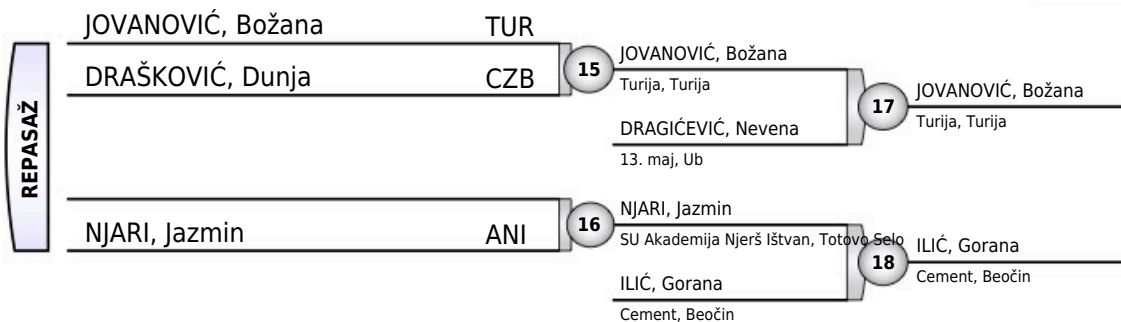 REPASAŽ
JOVANOVIĆ, Božana TUR
DRAŠKOVIĆ, Dunja CZB
15
JOVANOVIĆ, Božana
Turija, Turija
DRAGIĆEVIĆ, Nevena
13. maj, Ub
17
JOVANOVIĆ, Božana
Turija, Turija
NJARI, Jazmin ANI
16
NJARI, Jazmin
SU Akademija Njerš Ištvan, Totovo Selo
ILIĆ, Gorana
Cement, Beočin
18
ILIĆ, Gorana
Cement, Beočin